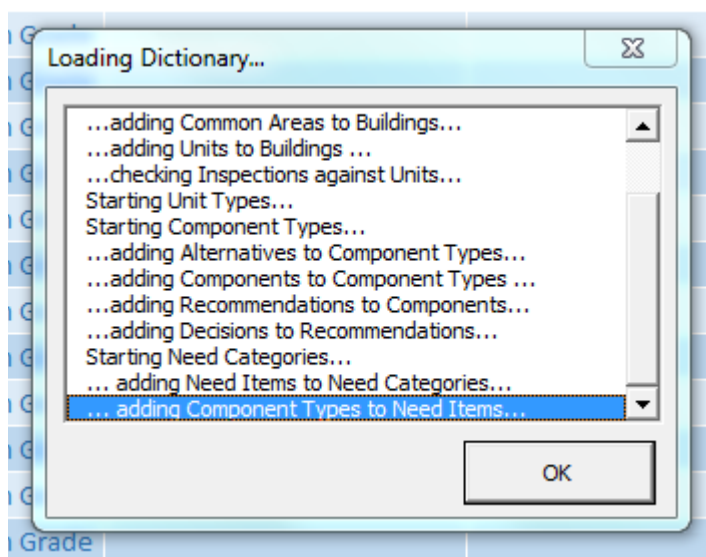 Loading Dictionary...
...adding Common Areas to Buildings...
...adding Units to Buildings ...
...checking Inspections against Units...
Starting Unit Types...
Starting Component Types...
...adding Alternatives to Component Types...
...adding Components to Component Types ...
...adding Recommendations to Components...
...adding Decisions to Recommendations...
Starting Need Categories...
... adding Need Items to Need Categories...
... adding Component Types to Need Items...
OK
Grade